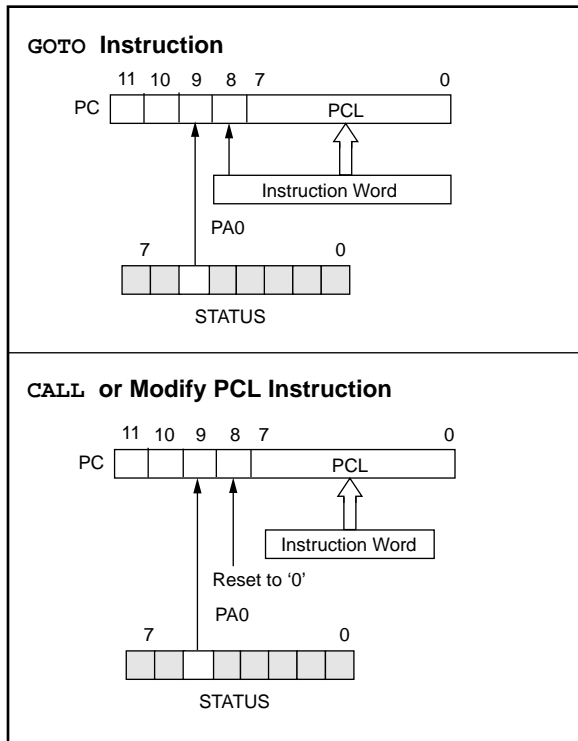 GOTO Instruction
11 10 9 8 7 0
PC PCL
Instruction Word
PA0
7 0
STATUS
CALL or Modify PCL Instruction
11 10 9 8 7 0
PC PCL
Instruction Word
Reset to ‘0’
PA0
7 0
STATUS